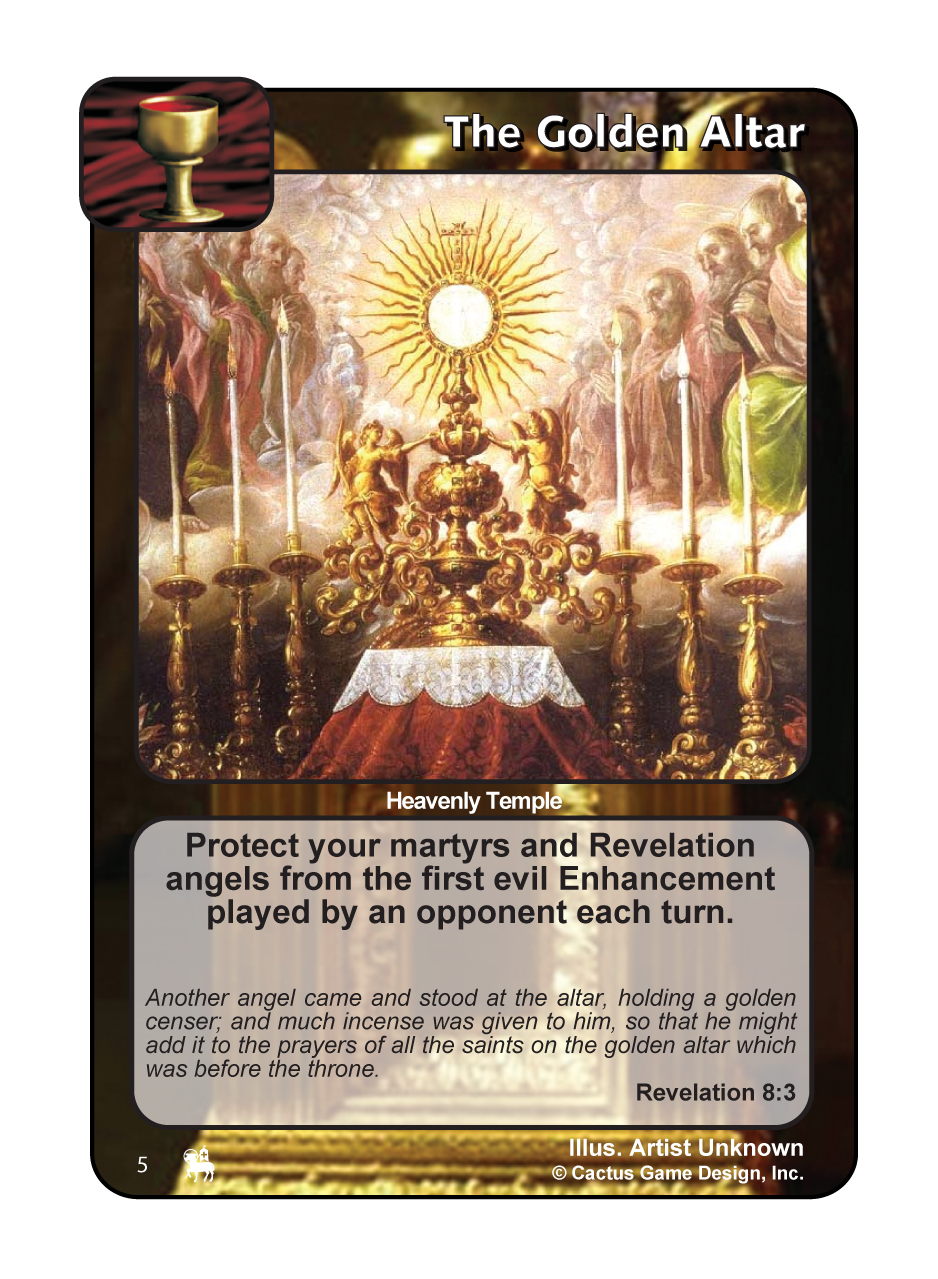 The Golden Altar
Heavenly Temple
Protect your martyrs and Revelation
angels from the first evil Enhancement
played by an opponent each turn.
Another angel came and stood at the altar, holding a golden
censer; and much incense was given to him, so that he might
add it to the prayers of all the saints on the golden altar which
was before the throne.
Revelation 8:3
Illus. Artist Unknown
5
© Cactus Game Design, Inc.